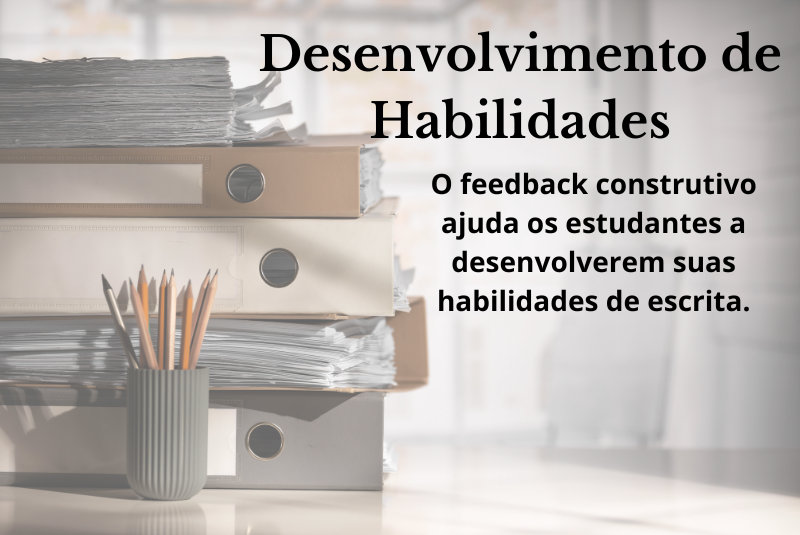 Desenvolvimento de
Habilidades
O feedback construtivo
ajuda os estudantes a
desenvolverem suas
habilidades de escrita.